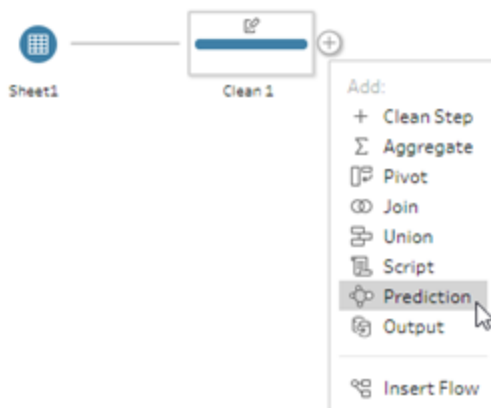 Sheet1
Clean 1
Add:
Clean Step
Aggregate
Pivot
Join
Union
Script
Prediction
Output
Insert Flow